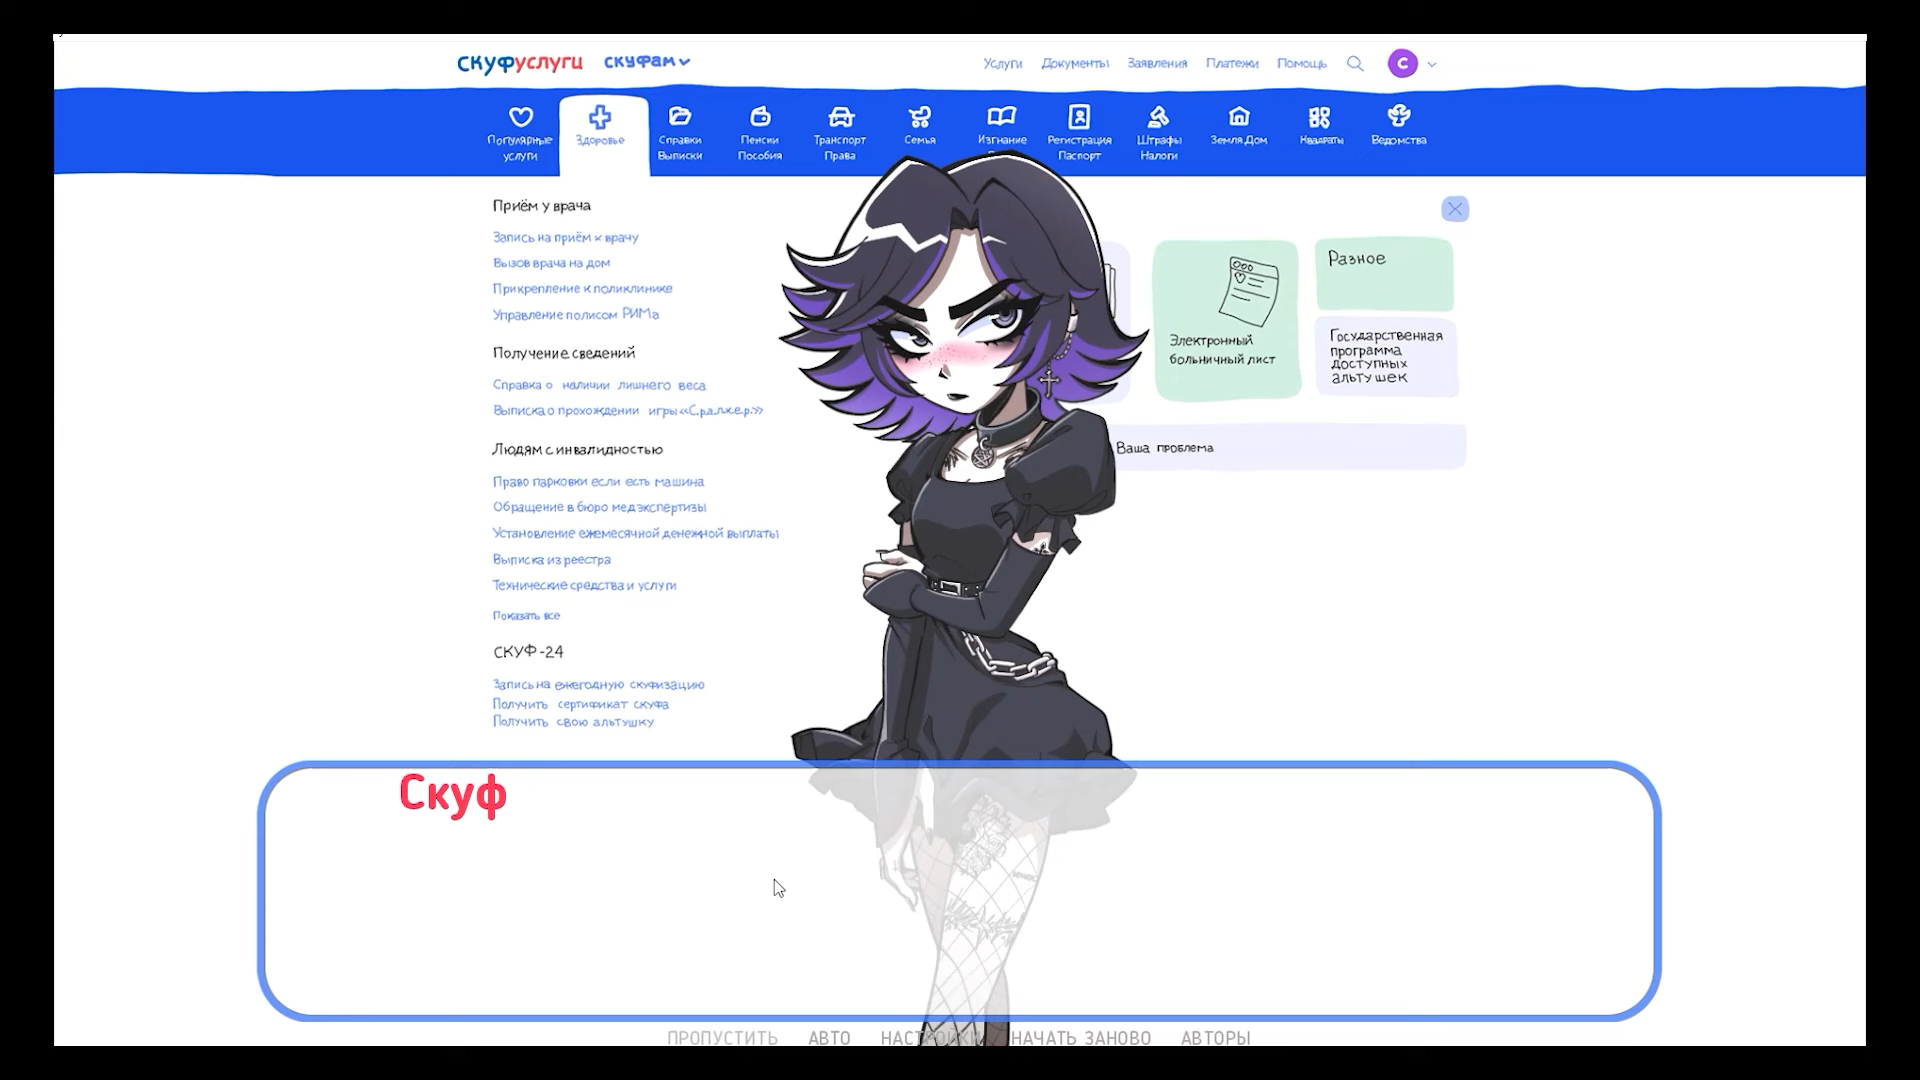 скуфуслуги
скуфам
Услуги Документы Заявления Платежи Помощь
С
Популярные
услуги
Здоровье
Справки
Выписки
Пенсии
Пособия
Транспорт
Права
Семья
Изгнание
Регистрация
Паспорт
Штрафы
Налоги
Земля Дом
Квадраты
Ведомства
Приём у врача
Запись на приём к врачу
Вызов врача на дом
Прикрепление к поликлинике
Управление полисом РИМа
Получение сведений
Справка о наличии лишнего веса
Выписка о прохождении игры «С.р.а.л.к.е.р.»
Людям с инвалидностью
Право парковки если есть машина
Обращение в бюро медэкспертизы
Установление ежемесячной денежной выплаты
Выписка из реестра
Технические средства и услуги
Показать все
СКУФ-24
Запись на ежегодную скуфизацию
Получить сертификат скуфа
Получить свою альтушку
Электронный
больничный лист
Разное
Государственная
программа
доступных
альтушек
Ваша проблема
Скуф
ПРОПУСТИТЬ АВТО НАСТРОЙКИ НАЧАТЬ ЗАНОВО АВТОРЫ